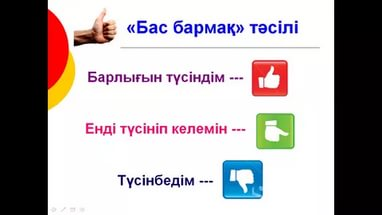 «Бас бармақ» тәсілі
Барлығын түсіндім ---
Енді түсініп келемін ---
Түсінбедім ---